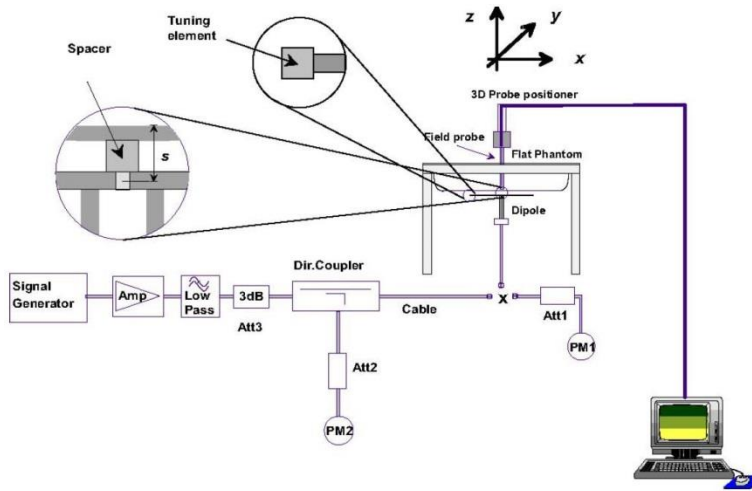 Tuning
element
Spacer
s
z
y
x
3D Probe positioner
Field probe
Flat Phantom
Dipole
Signal
Generator
Amp
Low
Pass
3dB
Att3
Dir.Coupler
Cable
x
Att1
PM1
Att2
PM2